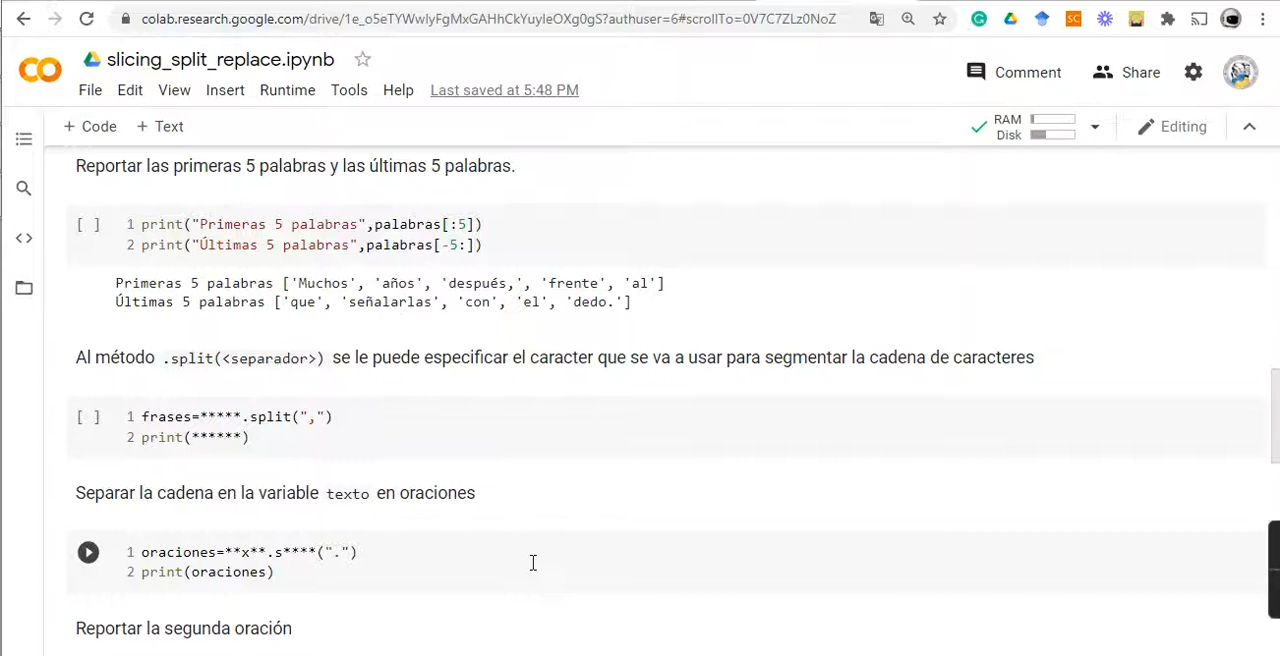 colab.research.google.com/drive/1e_o5eTYWwlyFgMxGAHhCkYuyleOXg0gS?authuser=6#scrollTo=0V7C7ZLz0NoZ
SC
CO slicing_split_replace.ipynb
Comment Share
File Edit View Insert Runtime Tools Help Last saved at 5:48 PM
+ Code + Text
RAM
Disk
Editing
Reportar las primeras 5 palabras y las últimas 5 palabras.
[ ] 1 print("Primeras 5 palabras",palabras[:5])
2 print("Últimas 5 palabras",palabras[-5:])
Primeras 5 palabras ['Muchos', 'años', 'después,', 'frente', 'al']
Últimas 5 palabras ['que', 'señalarlas', 'con', 'el', 'dedo.']
Al método .split(<separador>) se le puede especificar el caracter que se va a usar para segmentar la cadena de caracteres
[ ] 1 frases=*****.split(",")
2 print(******)
Separar la cadena en la variable texto en oraciones
1 oraciones=**x**.s****(".")
2 print(oraciones)
Reportar la segunda oración